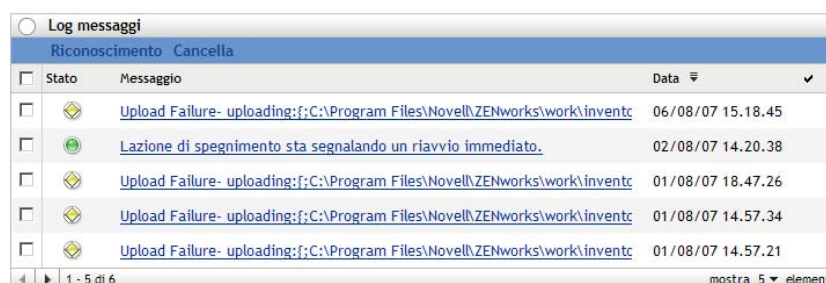 Log messaggi
Riconoscimento Cancella
Stato Messaggio Data
Upload Failure- uploading:{;C:\Program Files\Novell\ZENworks\work\inventc 06/08/07 15.18.45
Lazione di spegnimento sta segnalando un riavvio immediato. 02/08/07 14.20.38
Upload Failure- uploading:{;C:\Program Files\Novell\ZENworks\work\inventc 01/08/07 18.47.26
Upload Failure- uploading:{;C:\Program Files\Novell\ZENworks\work\inventc 01/08/07 14.57.34
Upload Failure- uploading:{;C:\Program Files\Novell\ZENworks\work\inventc 01/08/07 14.57.21
1 - 5 di 6 mostra 5 elemen